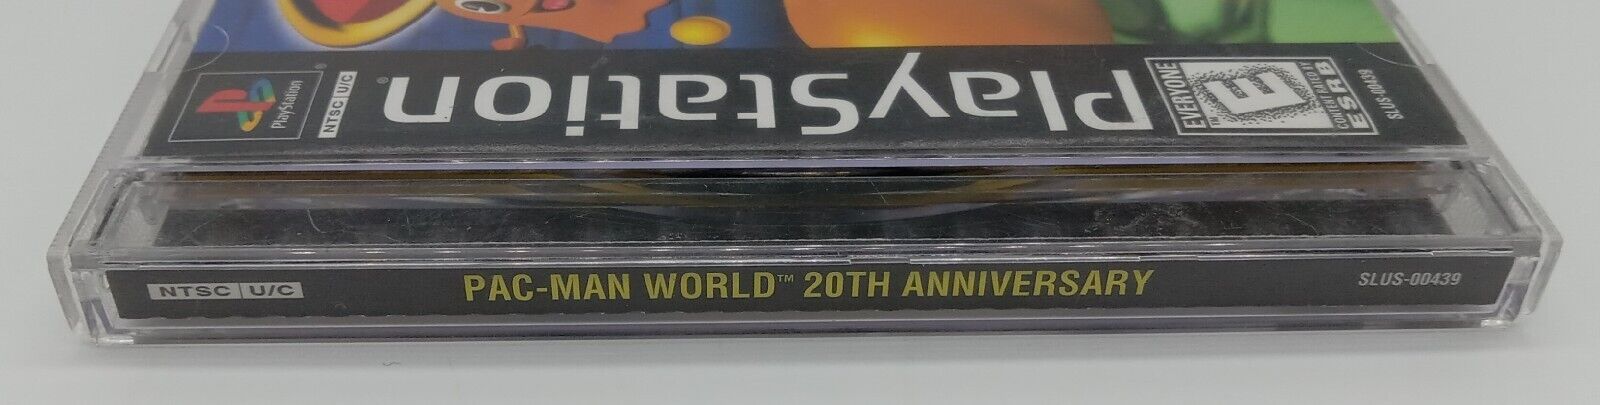 PlayStation
NTSC U/C
PlayStation
EVERYONE
E
CONTENT RATED BY
ESRB
SLUS-00439
NTSC U/C
PAC-MAN WORLD™ 20TH ANNIVERSARY
SLUS-00439